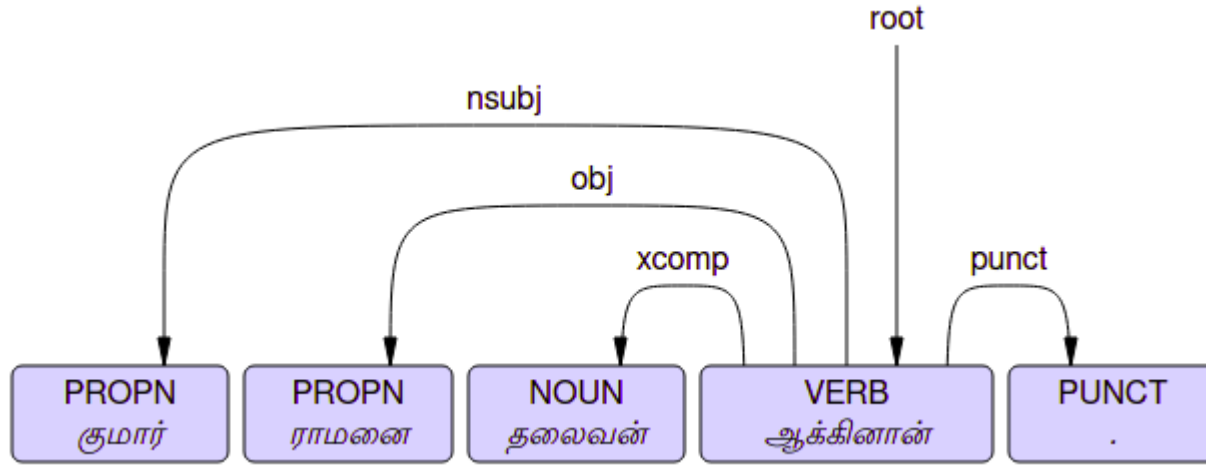 root
nsubj
obj
xcomp punct
PROPN PROPN NOUN VERB PUNCT
குமார் ராமனை தலைவன் ஆக்கினான் .